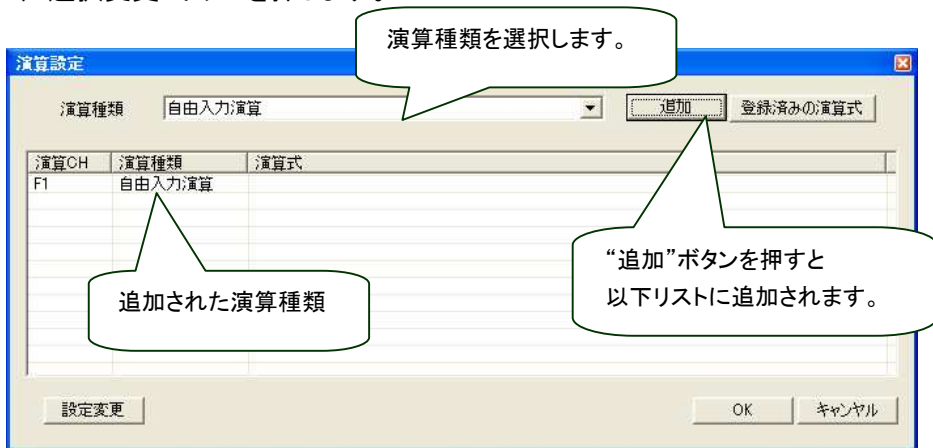 演算種類を選択します。
演算設定
演算種類 自由入力演算 追加 登録済みの演算式
演算CH 演算種類 演算式
F1 自由入力演算
“追加”ボタンを押すと
以下リストに追加されます。
追加された演算種類
設定変更 OK キャンセル